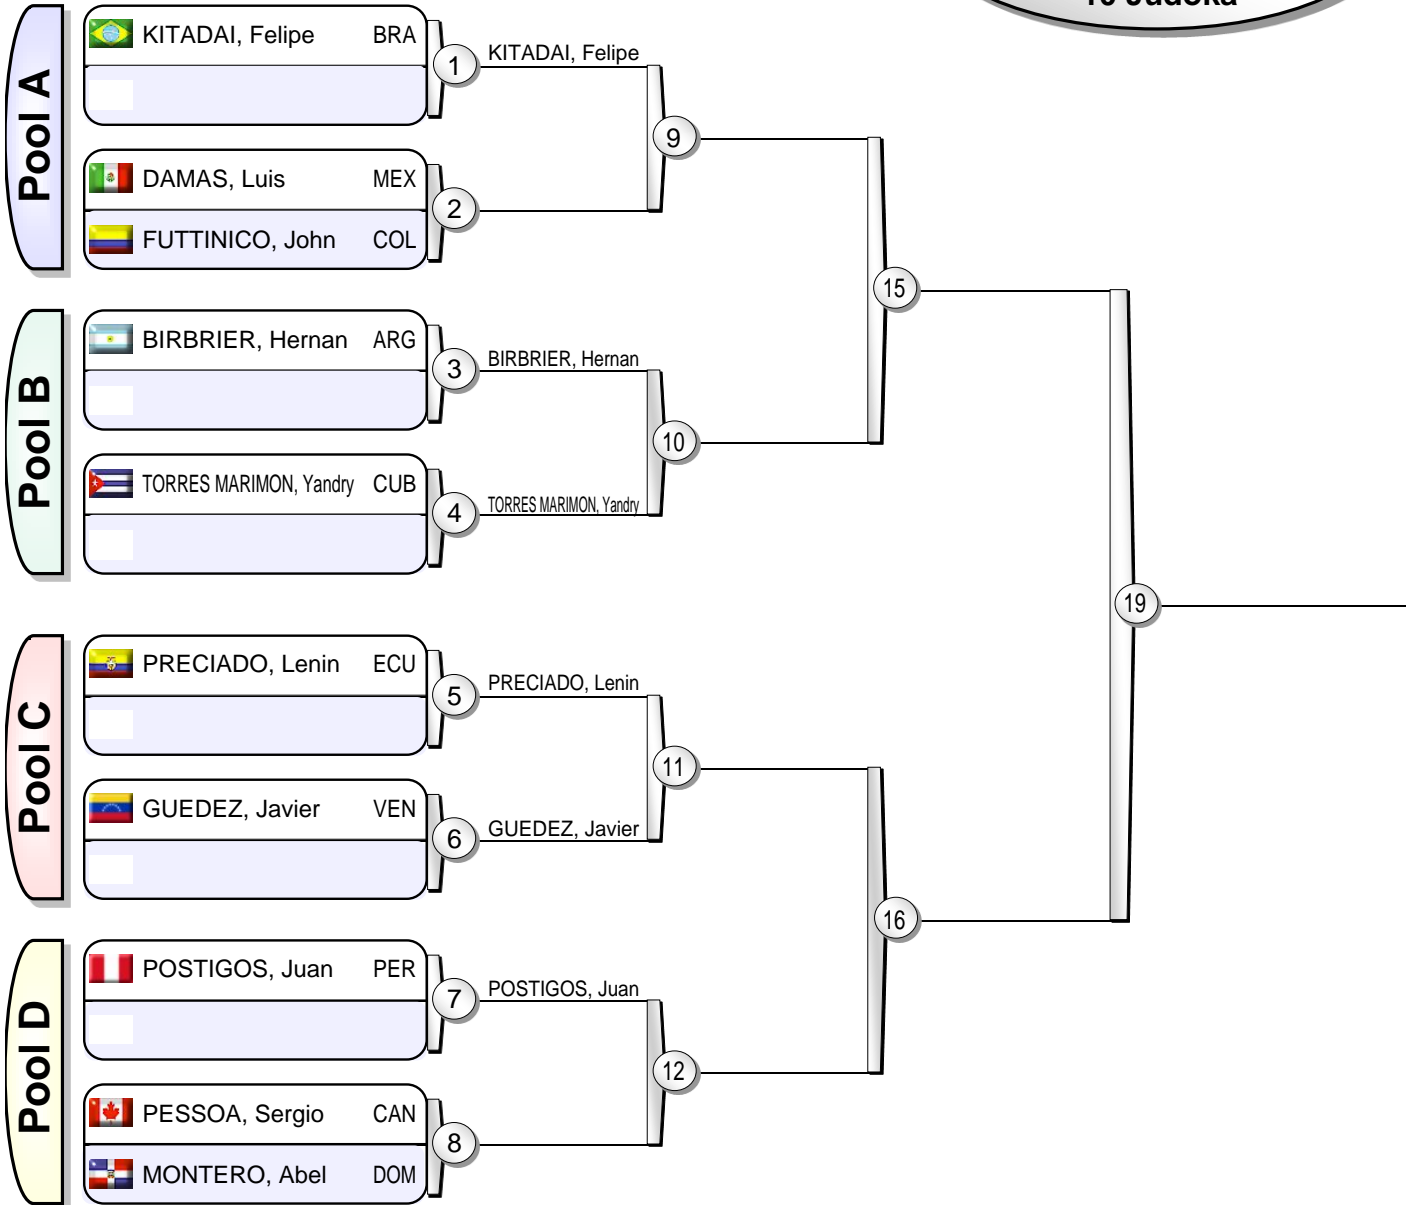 10 Judoka
Pool A
KITADAI, Felipe BRA
1
KITADAI, Felipe
9
DAMAS, Luis MEX
2
FUTTINICO, John COL
15
Pool B
BIRBRIER, Hernan ARG
3
BIRBRIER, Hernan
10
TORRES MARIMON, Yandry CUB
4
TORRES MARIMON, Yandry
19
Pool C
PRECIADO, Lenin ECU
5
PRECIADO, Lenin
11
GUEDEZ, Javier VEN
6
GUEDEZ, Javier
16
Pool D
POSTIGOS, Juan PER
7
POSTIGOS, Juan
12
PESSOA, Sergio CAN
8
MONTERO, Abel DOM